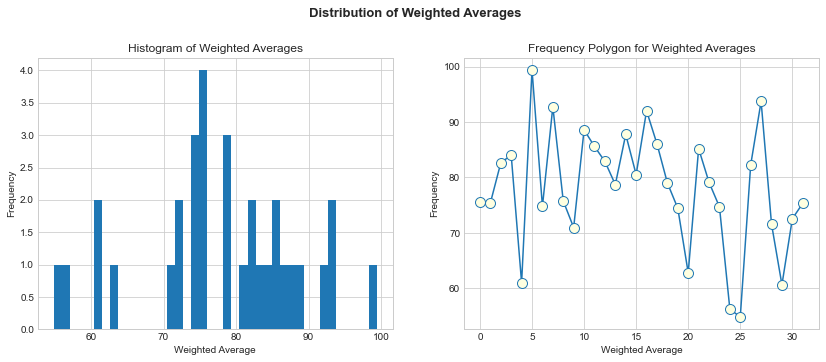 Distribution of Weighted Averages
Histogram of Weighted Averages
Frequency
4.0
3.5
3.0
2.5
2.0
1.5
1.0
0.5
0.0
60 70 80 90 100
Weighted Average
Frequency Polygon for Weighted Averages
Frequency
100
90
80
70
60
0 5 10 15 20 25 30
Weighted Average